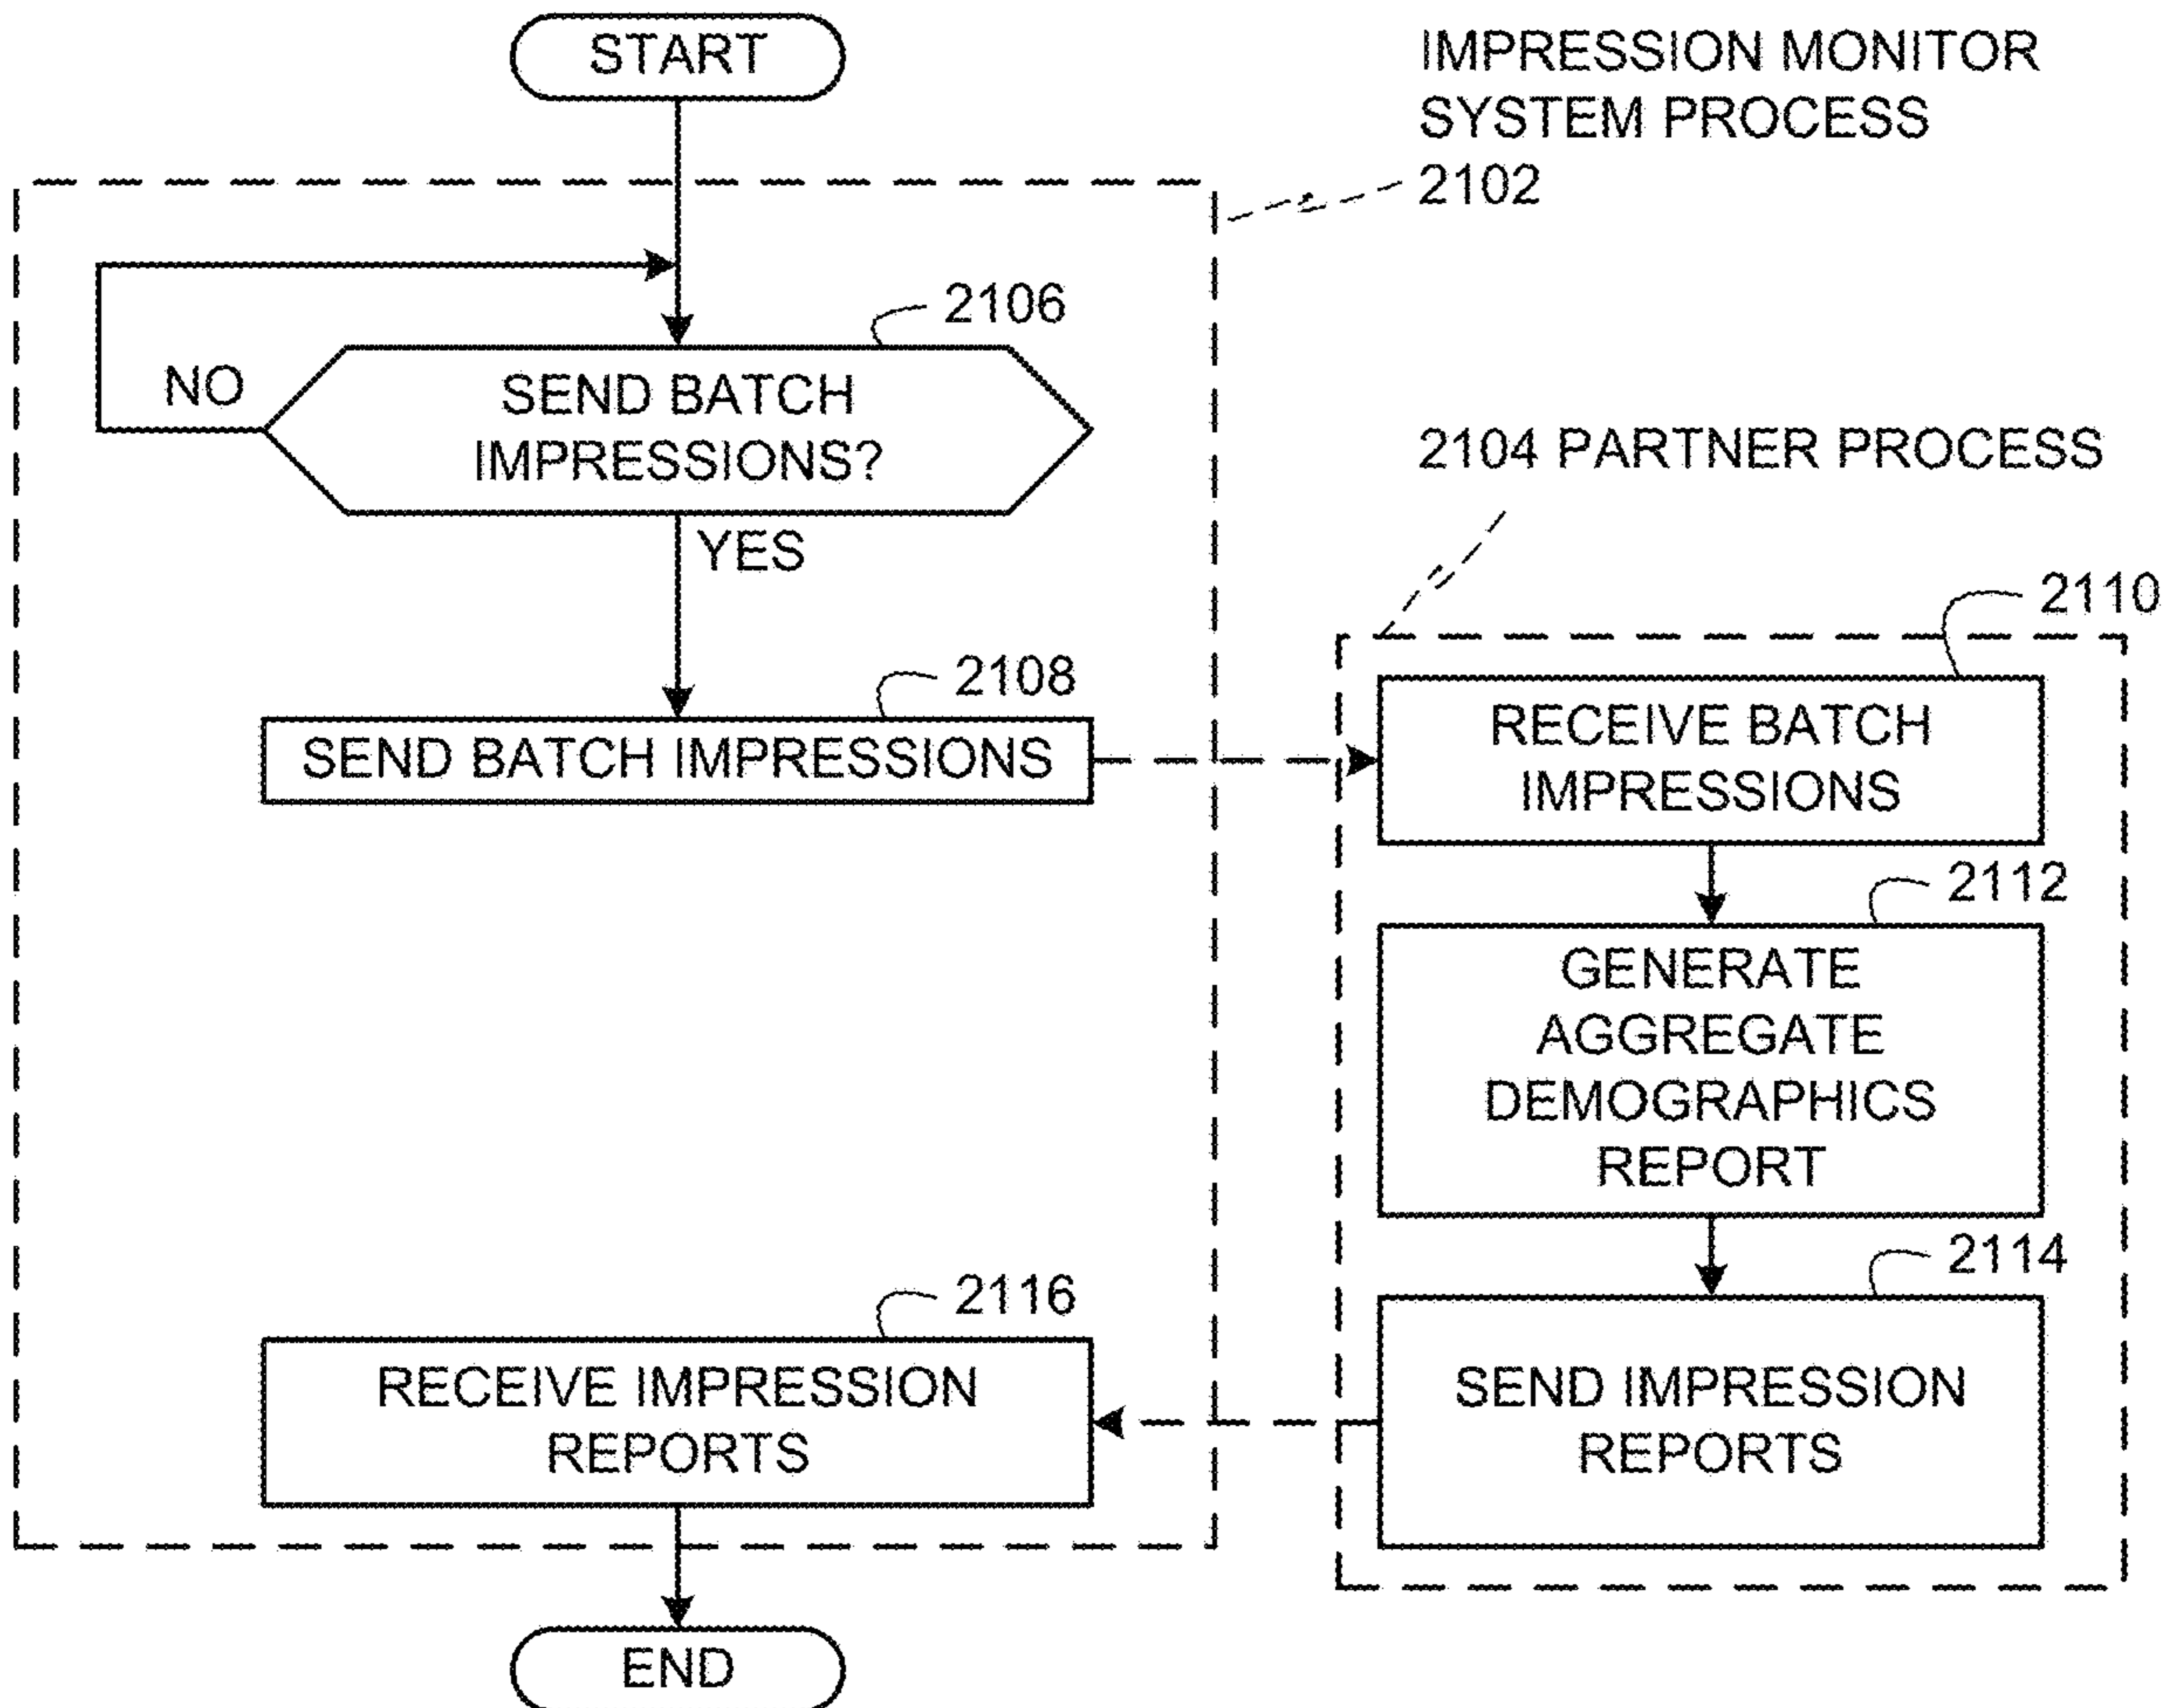 START
IMPRESSION MONITOR
SYSTEM PROCESS
2102
2106
NO
SEND BATCH
IMPRESSIONS?
YES
2104 PARTNER PROCESS
2108
SEND BATCH IMPRESSIONS
2110
RECEIVE BATCH
IMPRESSIONS
2112
GENERATE
AGGREGATE
DEMOGRAPHICS
REPORT
2114
SEND IMPRESSION
REPORTS
2116
RECEIVE IMPRESSION
REPORTS
END